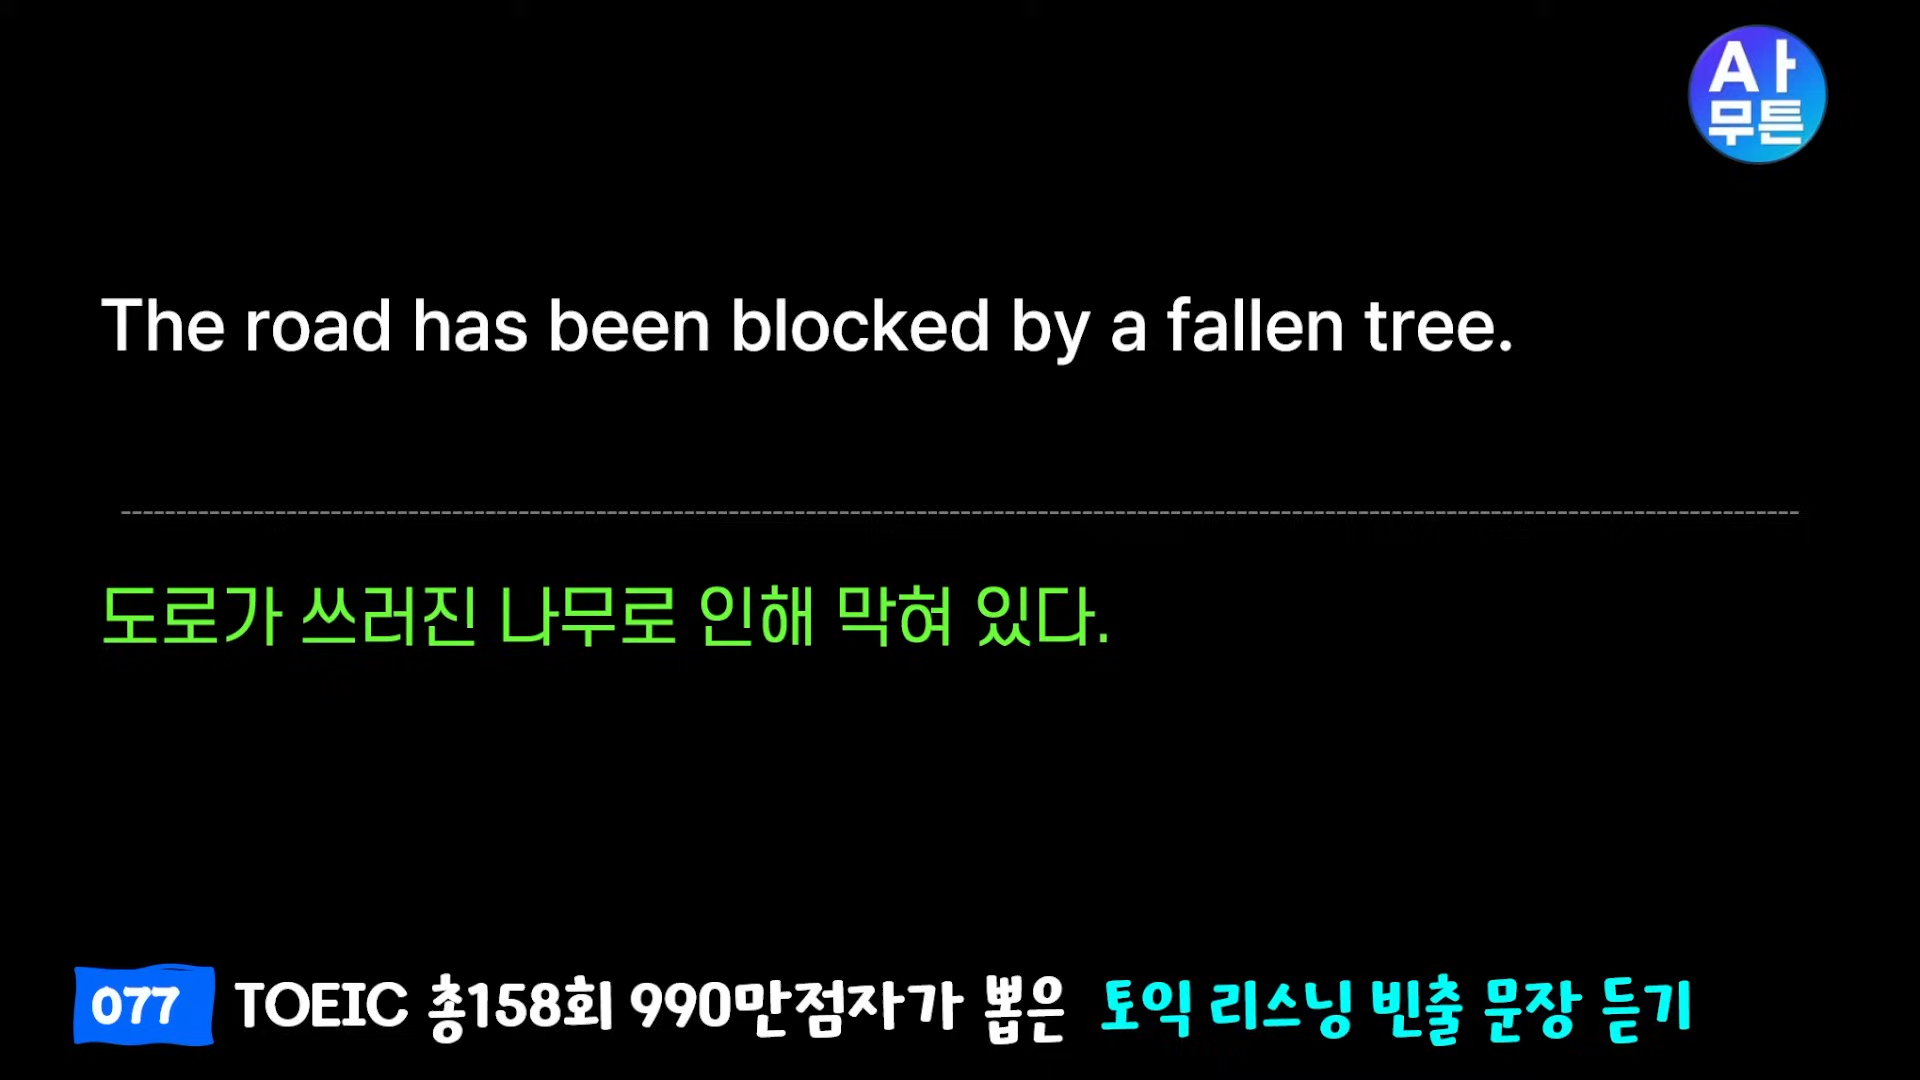 A사
무튼
The road has been blocked by a fallen tree.
도로가 쓰러진 나무로 인해 막혀 있다.
077 TOEIC 총158회 990만점자가 뽑은 토익 리스닝 빈출 문장 듣기